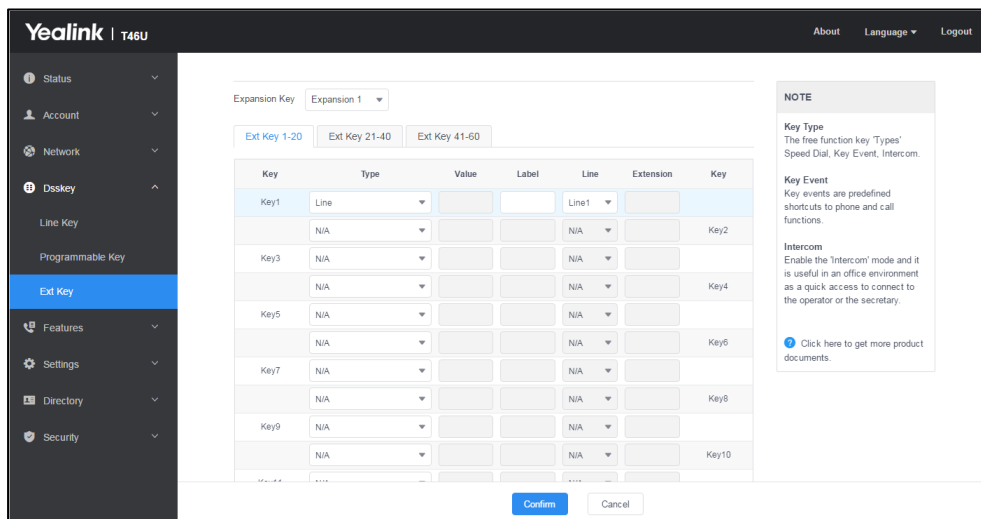 Yealink | T46U
About Language Logout
Status
Account
Network
Dsskey
Line Key
Programmable Key
Ext Key
Features
Settings
Directory
Security
Expansion Key Expansion 1
Ext Key 1-20 Ext Key 21-40 Ext Key 41-60
Key Type Value Label Line Extension Key
Key1 Line Line1
N/A N/A Key2
Key3 N/A N/A
N/A N/A Key4
Key5 N/A N/A
N/A N/A Key6
Key7 N/A N/A
N/A N/A Key8
Key9 N/A N/A
N/A N/A Key10
Confirm Cancel
NOTE
Key Type
The free function key 'Types'
Speed Dial, Key Event, Intercom.
Key Event
Key events are predefined
shortcuts to phone and call
functions.
Intercom
Enable the 'Intercom' mode and it
is useful in an office environment
as a quick access to connect to
the operator or the secretary.
Click here to get more product
documents.